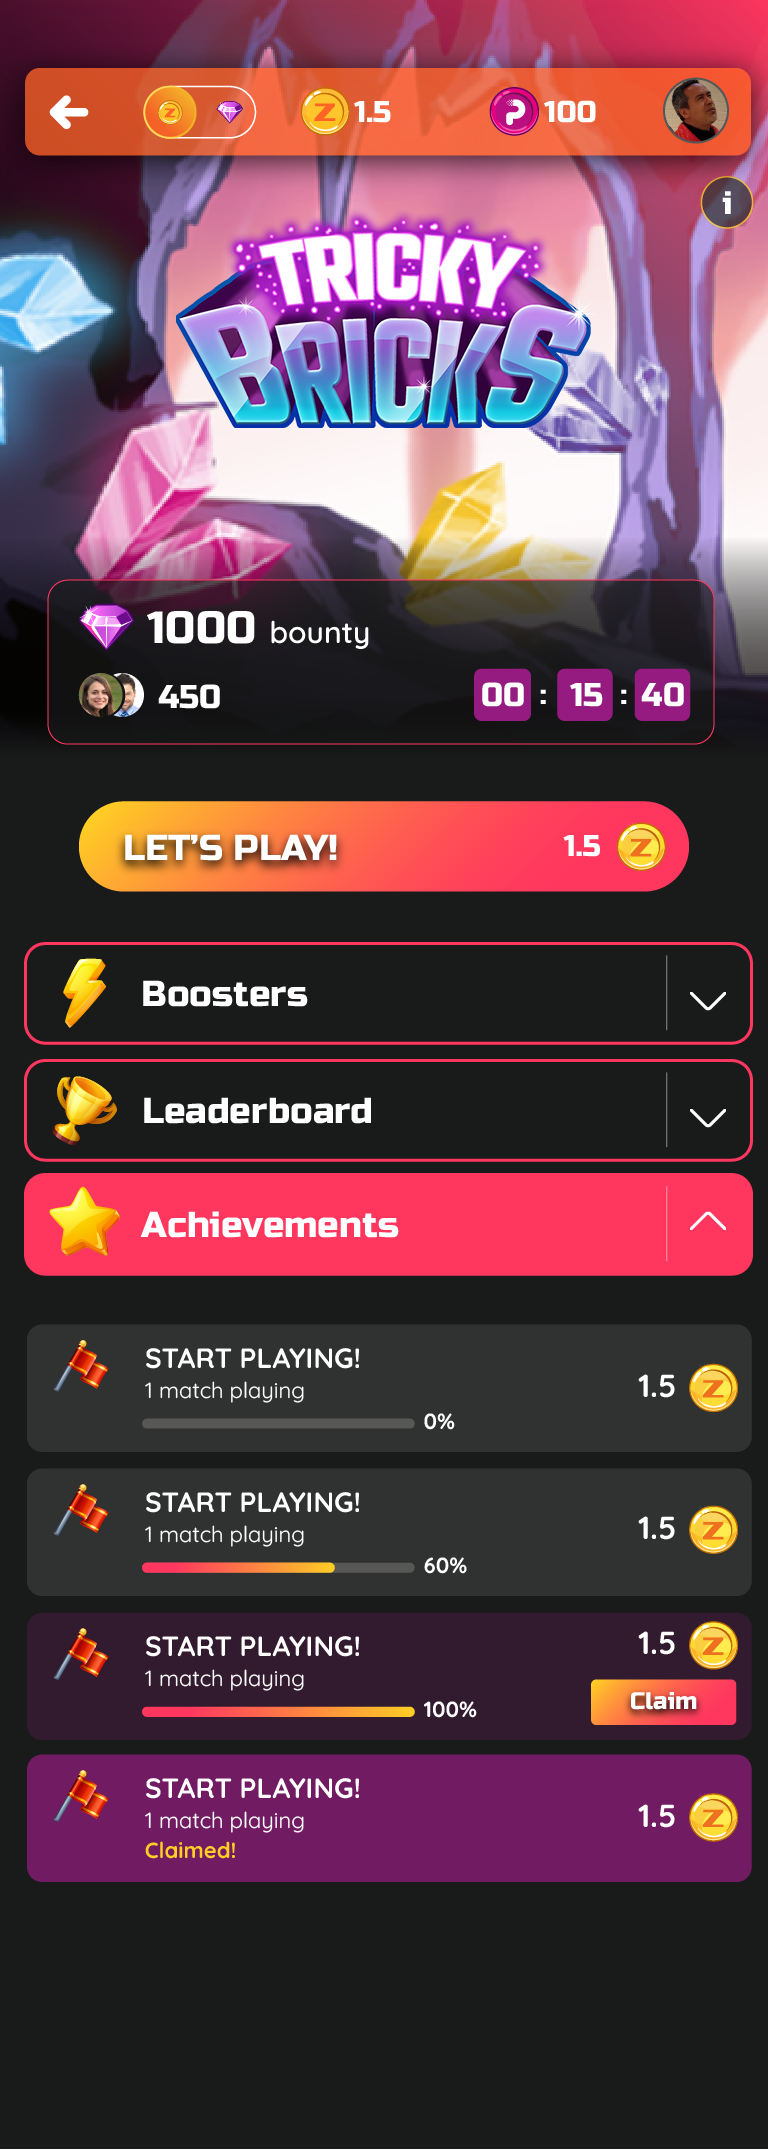 Z
Z 1.5
P 100
i
TRICKY
BRICKS
1000 bounty
450
00 : 15 : 40
LET'S PLAY!
1.5 Z
Boosters
Leaderboard
Achievements
START PLAYING!
1 match playing
0%
1.5 Z
START PLAYING!
1 match playing
60%
1.5 Z
START PLAYING!
1 match playing
100%
1.5 Z
Claim
START PLAYING!
1 match playing
Claimed!
1.5 Z